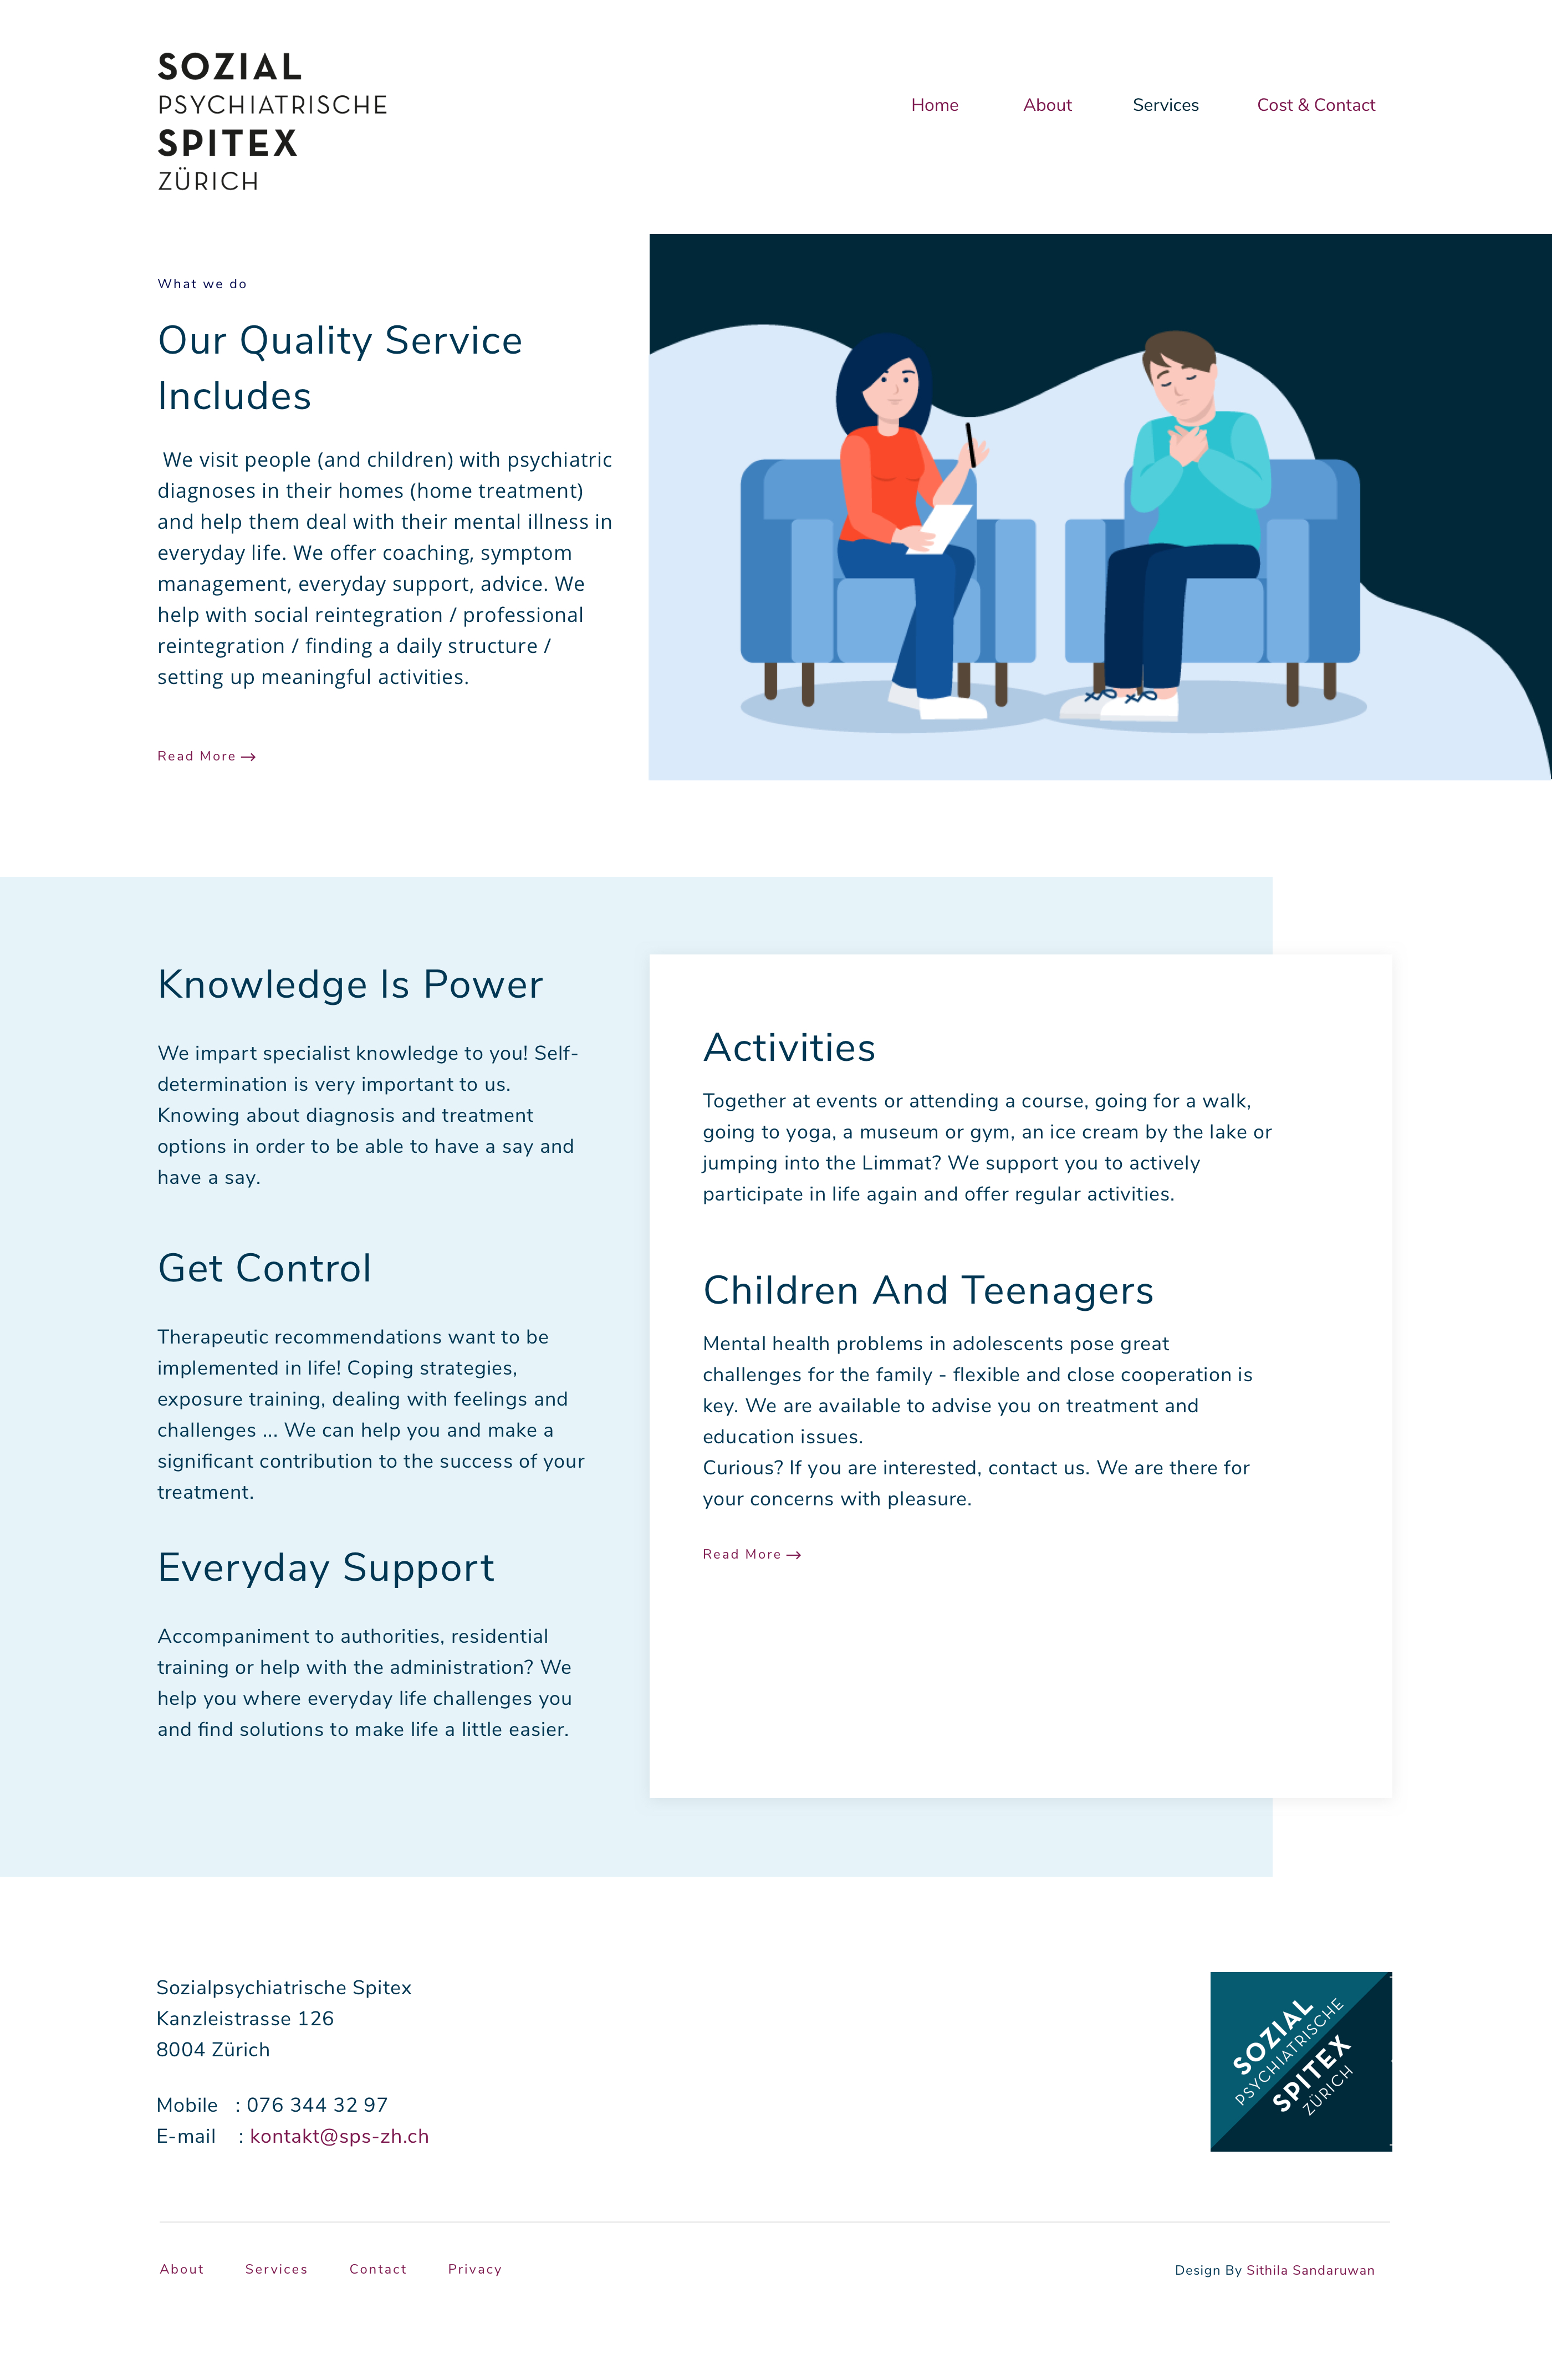 SOZIAL
PSYCHIATRISCHE
SPITEX
ZÜRICH
Home About Services Cost & Contact
What we do
Our Quality Service
Includes
We visit people (and children) with psychiatric
diagnoses in their homes (home treatment)
and help them deal with their mental illness in
everyday life. We offer coaching, symptom
management, everyday support, advice. We
help with social reintegration / professional
reintegration / finding a daily structure /
setting up meaningful activities.
Read More →
Knowledge Is Power
We impart specialist knowledge to you! Self-
determination is very important to us.
Knowing about diagnosis and treatment
options in order to be able to have a say and
have a say.
Get Control
Therapeutic recommendations want to be
implemented in life! Coping strategies,
exposure training, dealing with feelings and
challenges ... We can help you and make a
significant contribution to the success of your
treatment.
Everyday Support
Accompaniment to authorities, residential
training or help with the administration? We
help you where everyday life challenges you
and find solutions to make life a little easier.
Activities
Together at events or attending a course, going for a walk,
going to yoga, a museum or gym, an ice cream by the lake or
jumping into the Limmat? We support you to actively
participate in life again and offer regular activities.
Children And Teenagers
Mental health problems in adolescents pose great
challenges for the family - flexible and close cooperation is
key. We are available to advise you on treatment and
education issues.
Curious? If you are interested, contact us. We are there for
your concerns with pleasure.
Read More →
Sozialpsychiatrische Spitex
Kanzleistrasse 126
8004 Zürich
Mobile : 076 344 32 97
E-mail : kontakt@sps-zh.ch
SOZIAL
PSYCHIATRISCHE
SPITEX
ZÜRICH
About Services Contact Privacy
Design By Sithila Sandaruwan